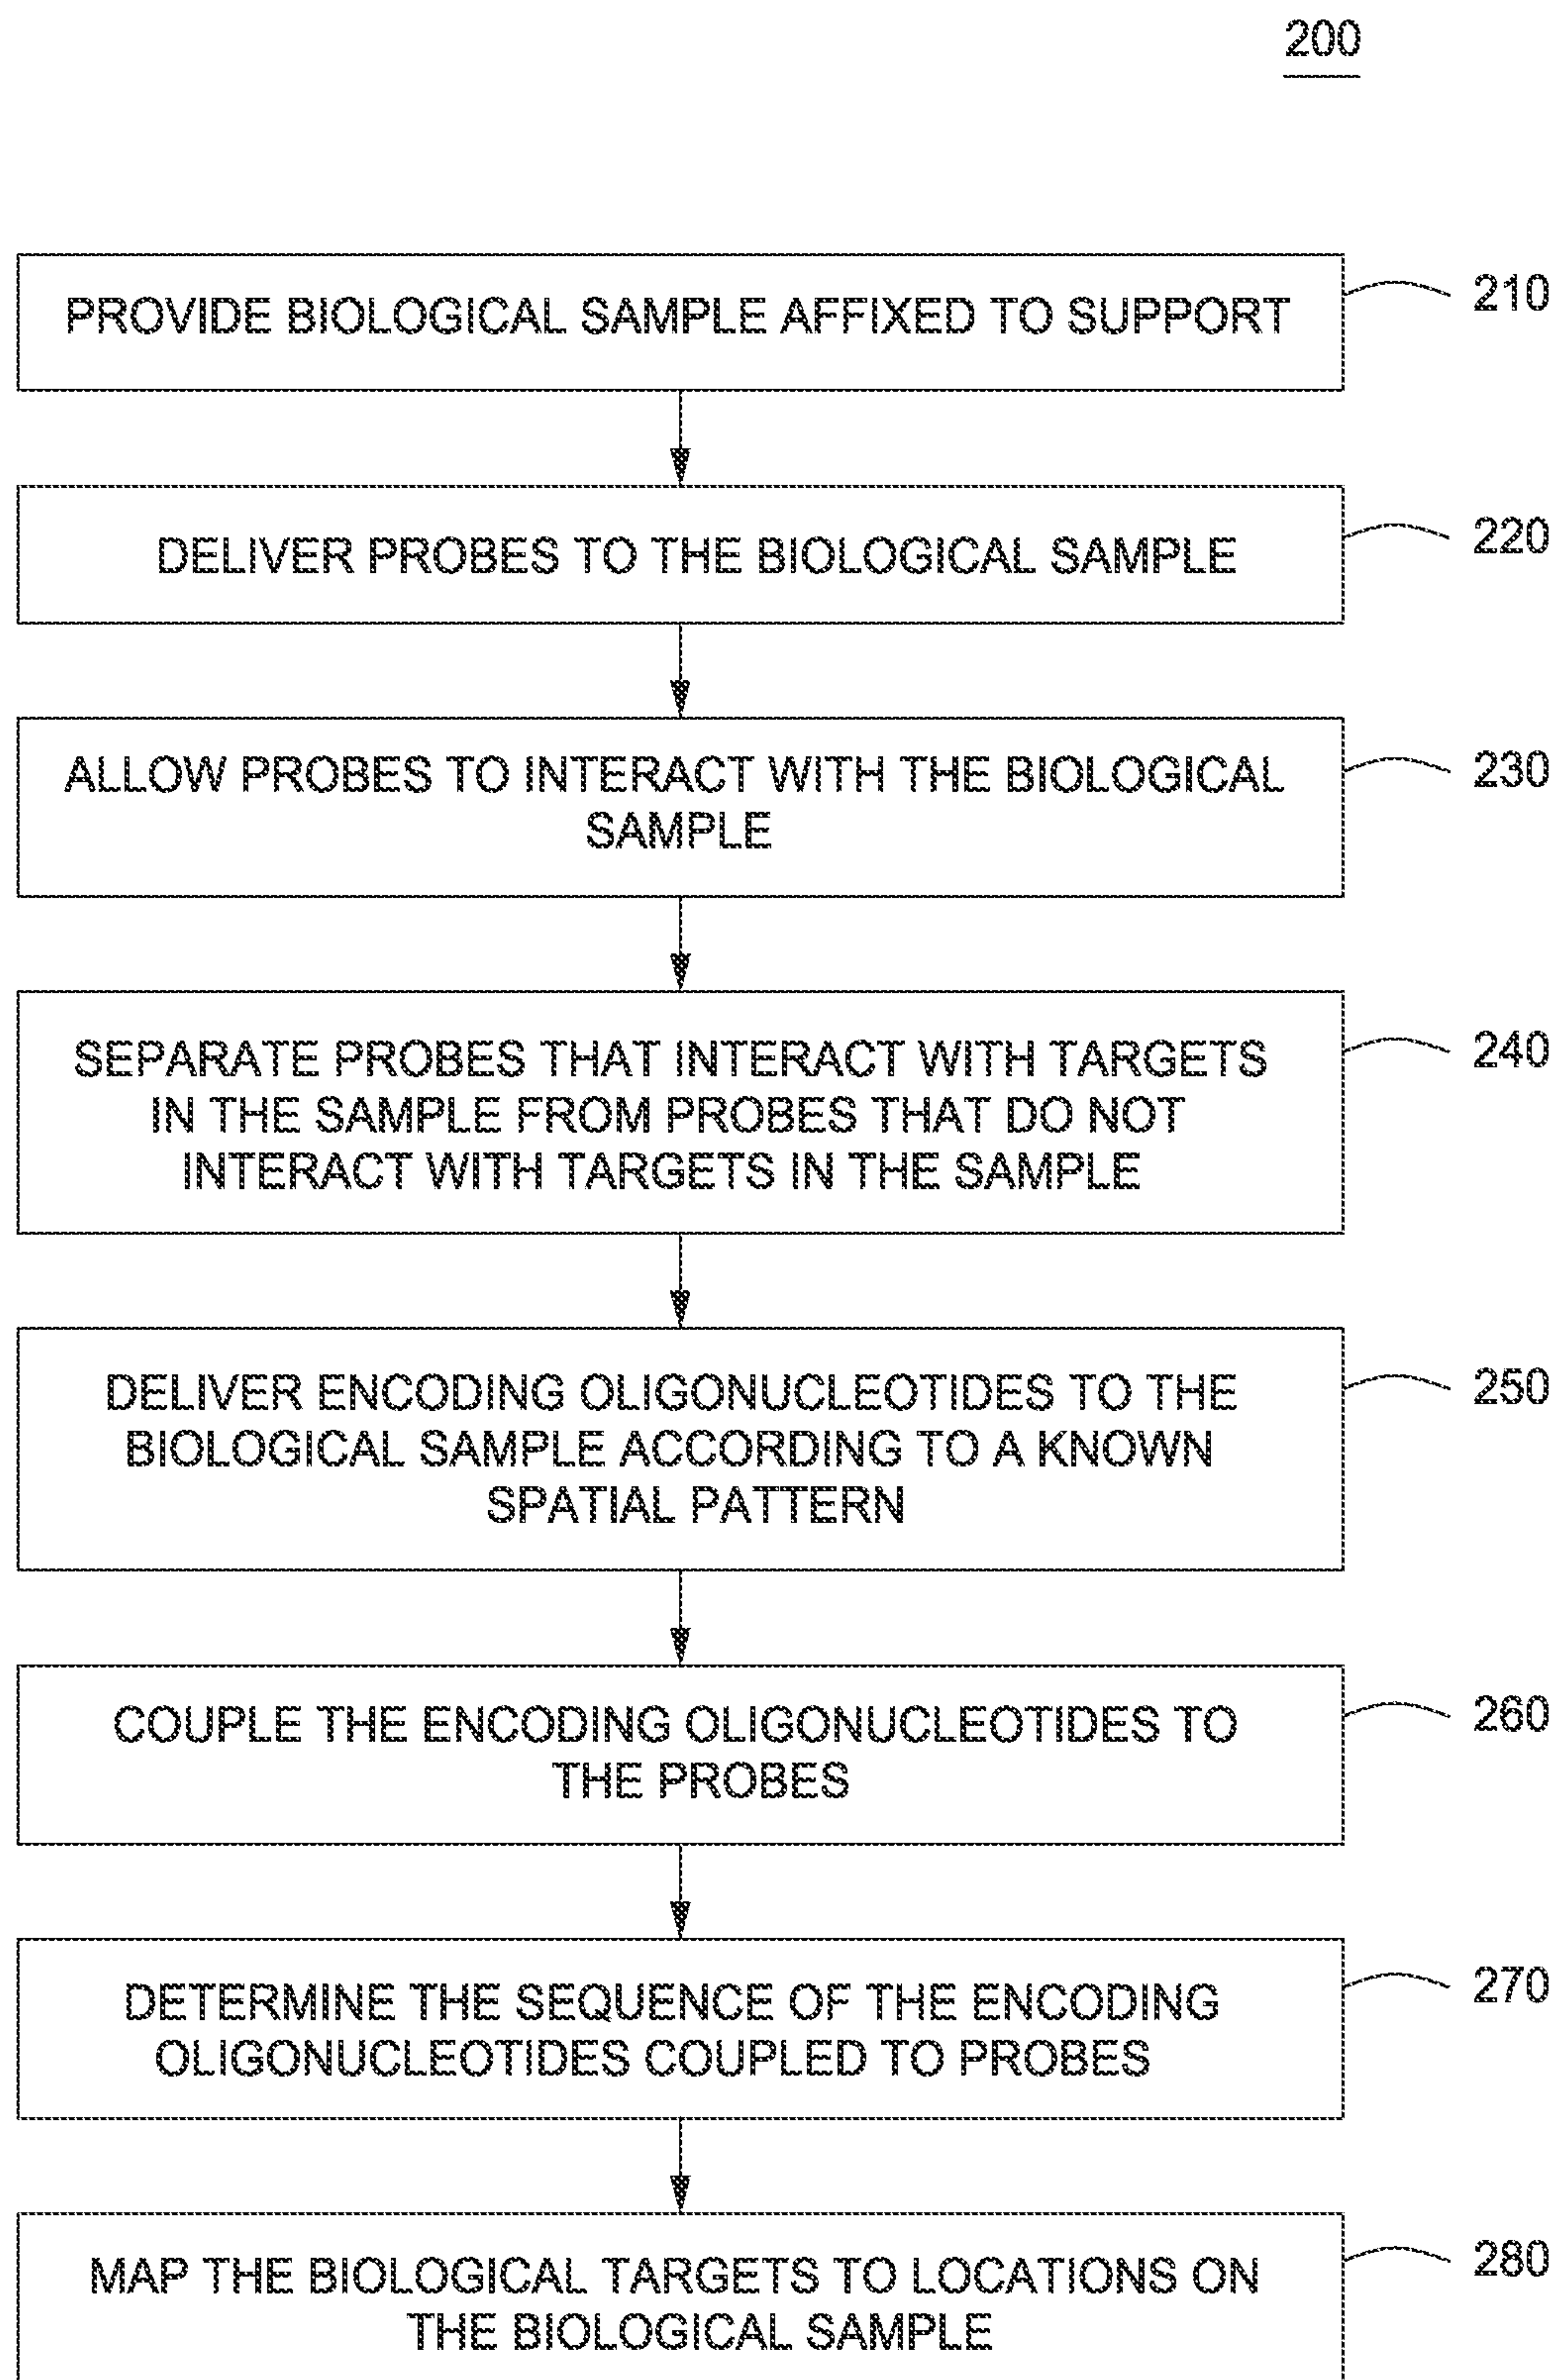 200
PROVIDE BIOLOGICAL SAMPLE AFFIXED TO SUPPORT
210
DELIVER PROBES TO THE BIOLOGICAL SAMPLE
220
ALLOW PROBES TO INTERACT WITH THE BIOLOGICAL
SAMPLE
230
SEPARATE PROBES THAT INTERACT WITH TARGETS
IN THE SAMPLE FROM PROBES THAT DO NOT
INTERACT WITH TARGETS IN THE SAMPLE
240
DELIVER ENCODING OLIGONUCLEOTIDES TO THE
BIOLOGICAL SAMPLE ACCORDING TO A KNOWN
SPATIAL PATTERN
250
COUPLE THE ENCODING OLIGONUCLEOTIDES TO
THE PROBES
260
DETERMINE THE SEQUENCE OF THE ENCODING
OLIGONUCLEOTIDES COUPLED TO PROBES
270
MAP THE BIOLOGICAL TARGETS TO LOCATIONS ON
THE BIOLOGICAL SAMPLE
280